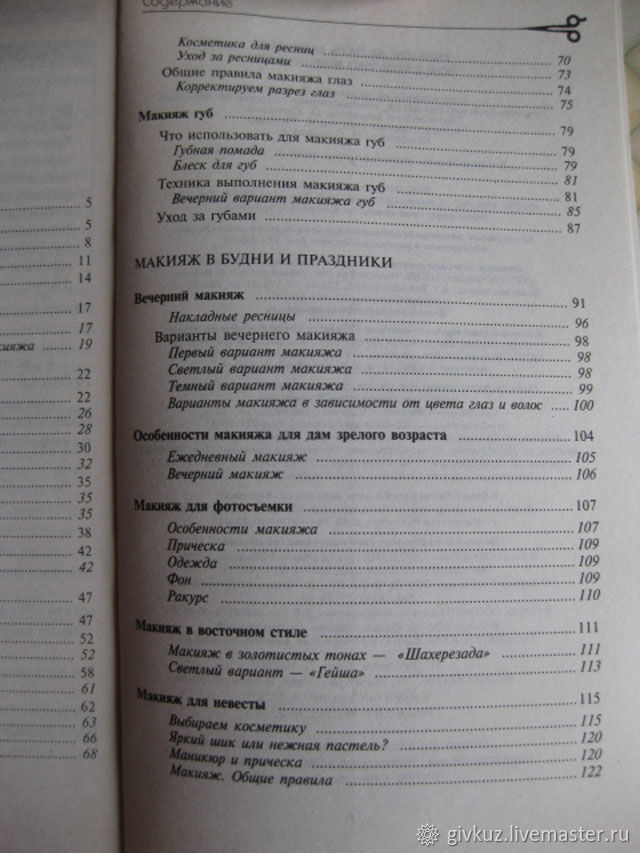 5
5
8
11
14
17
17
сияжа 19
22
22
26
28
30
32
35
35
35
38
42
42
47
47
52
52
58
61
62
63
66
68
Содержание
Косметика для ресниц 70
Уход за ресницами 73
Общие правила макияжа глаз 74
Корректируем разрез глаз 75
Макияж губ 79
Что использовать для макияжа губ 79
Губная помада 79
Блеск для губ 81
Техника выполнения макияжа губ 81
Вечерний вариант макияжа губ 85
Уход за губами 87
МАКИЯЖ В БУДНИ И ПРАЗДНИКИ
Вечерний макияж 91
Накладные ресницы 96
Варианты вечернего макияжа 98
Первый вариант макияжа 98
Светлый вариант макияжа 98
Темный вариант макияжа 99
Варианты макияжа в зависимости от цвета глаз и волос 100
Особенности макияжа для дам зрелого возраста 104
Ежедневный макияж 105
Вечерний макияж 106
Макияж для фотосъемки 107
Особенности макияжа 107
Прическа 109
Одежда 109
Фон 109
Ракурс 110
Макияж в восточном стиле 111
Макияж в золотистых тонах — «Шахерезада» 111
Светлый вариант — «Гейша» 113
Макияж для невесты 115
Выбираем косметику 115
Яркий шик или нежная пастель? 120
Маникюр и прическа 120
Макияж. Общие правила 122
givkuz.livemaster.ru